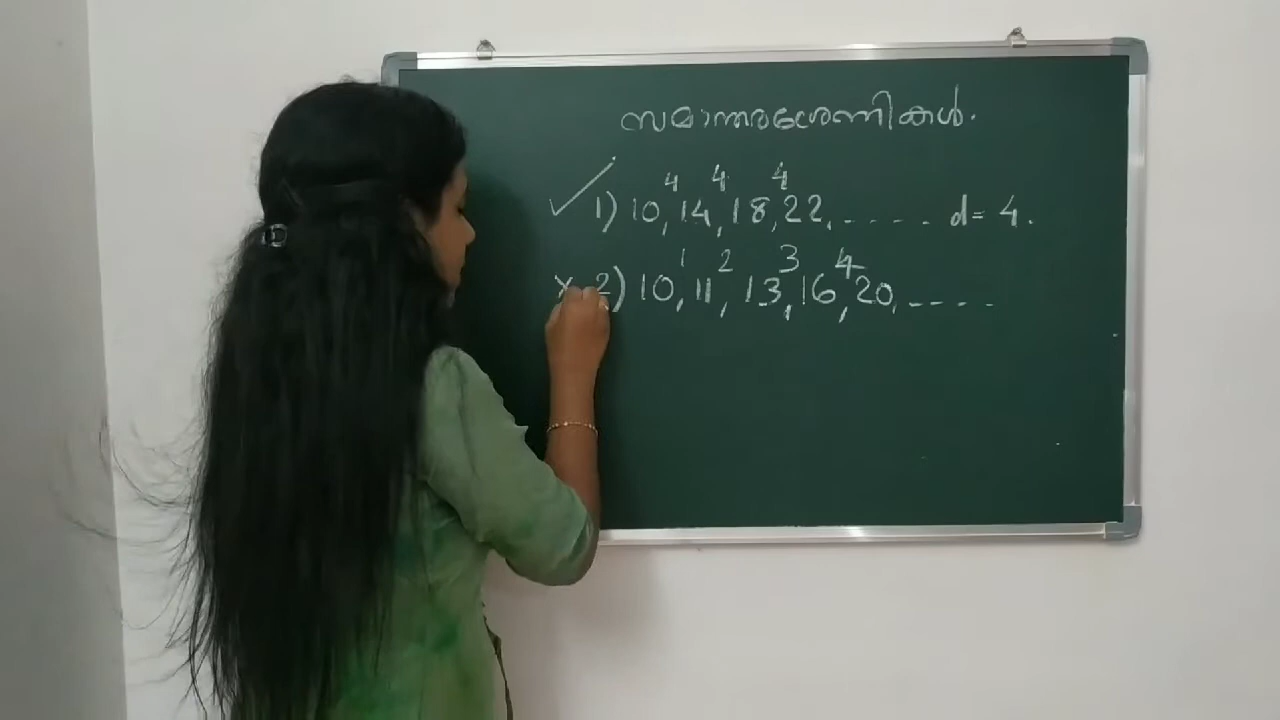 സമാന്തരശ്രേണികൾ.
4 4 4
✓ 1) 10, 14, 18, 22, - - - - - d = 4.
1 2 3 4
× 2) 10, 11, 13, 16, 20, - - - -